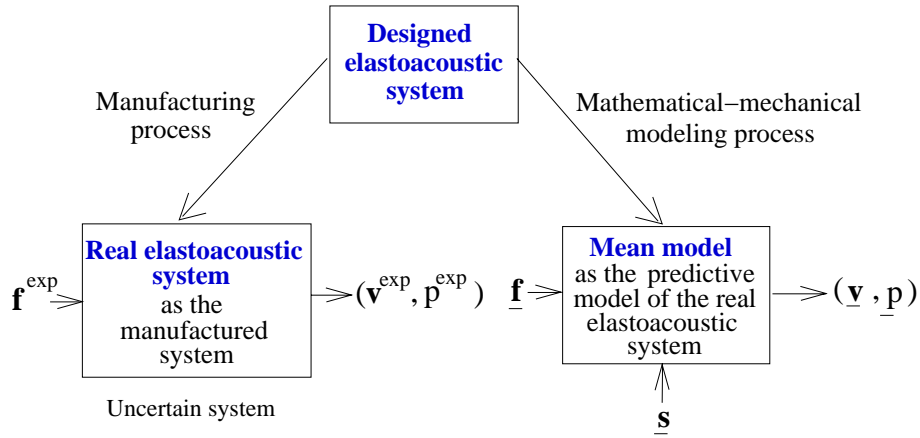 Designed
elastoacoustic
system
Manufacturing
process
Mathematical−mechanical
modeling process
Real elastoacoustic
system
as the
manufactured
system
f^exp
(v^exp, p^exp)
Uncertain system
Mean model
as the predictive
model of the real
elastoacoustic
system
f
(v, p)
s